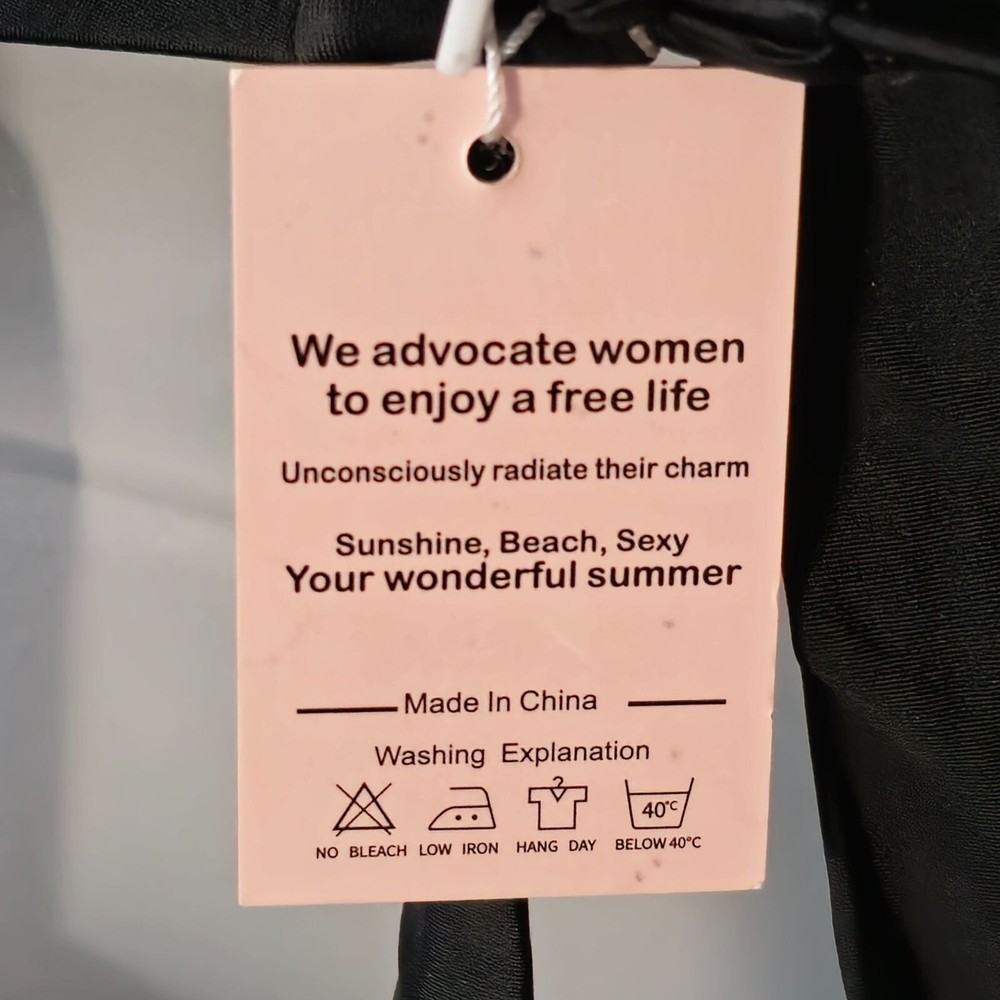 We advocate women
to enjoy a free life
Unconsciously radiate their charm
Sunshine, Beach, Sexy
Your wonderful summer
Made In China
Washing Explanation
40°C
NO BLEACH LOW IRON HANG DAY BELOW 40°C